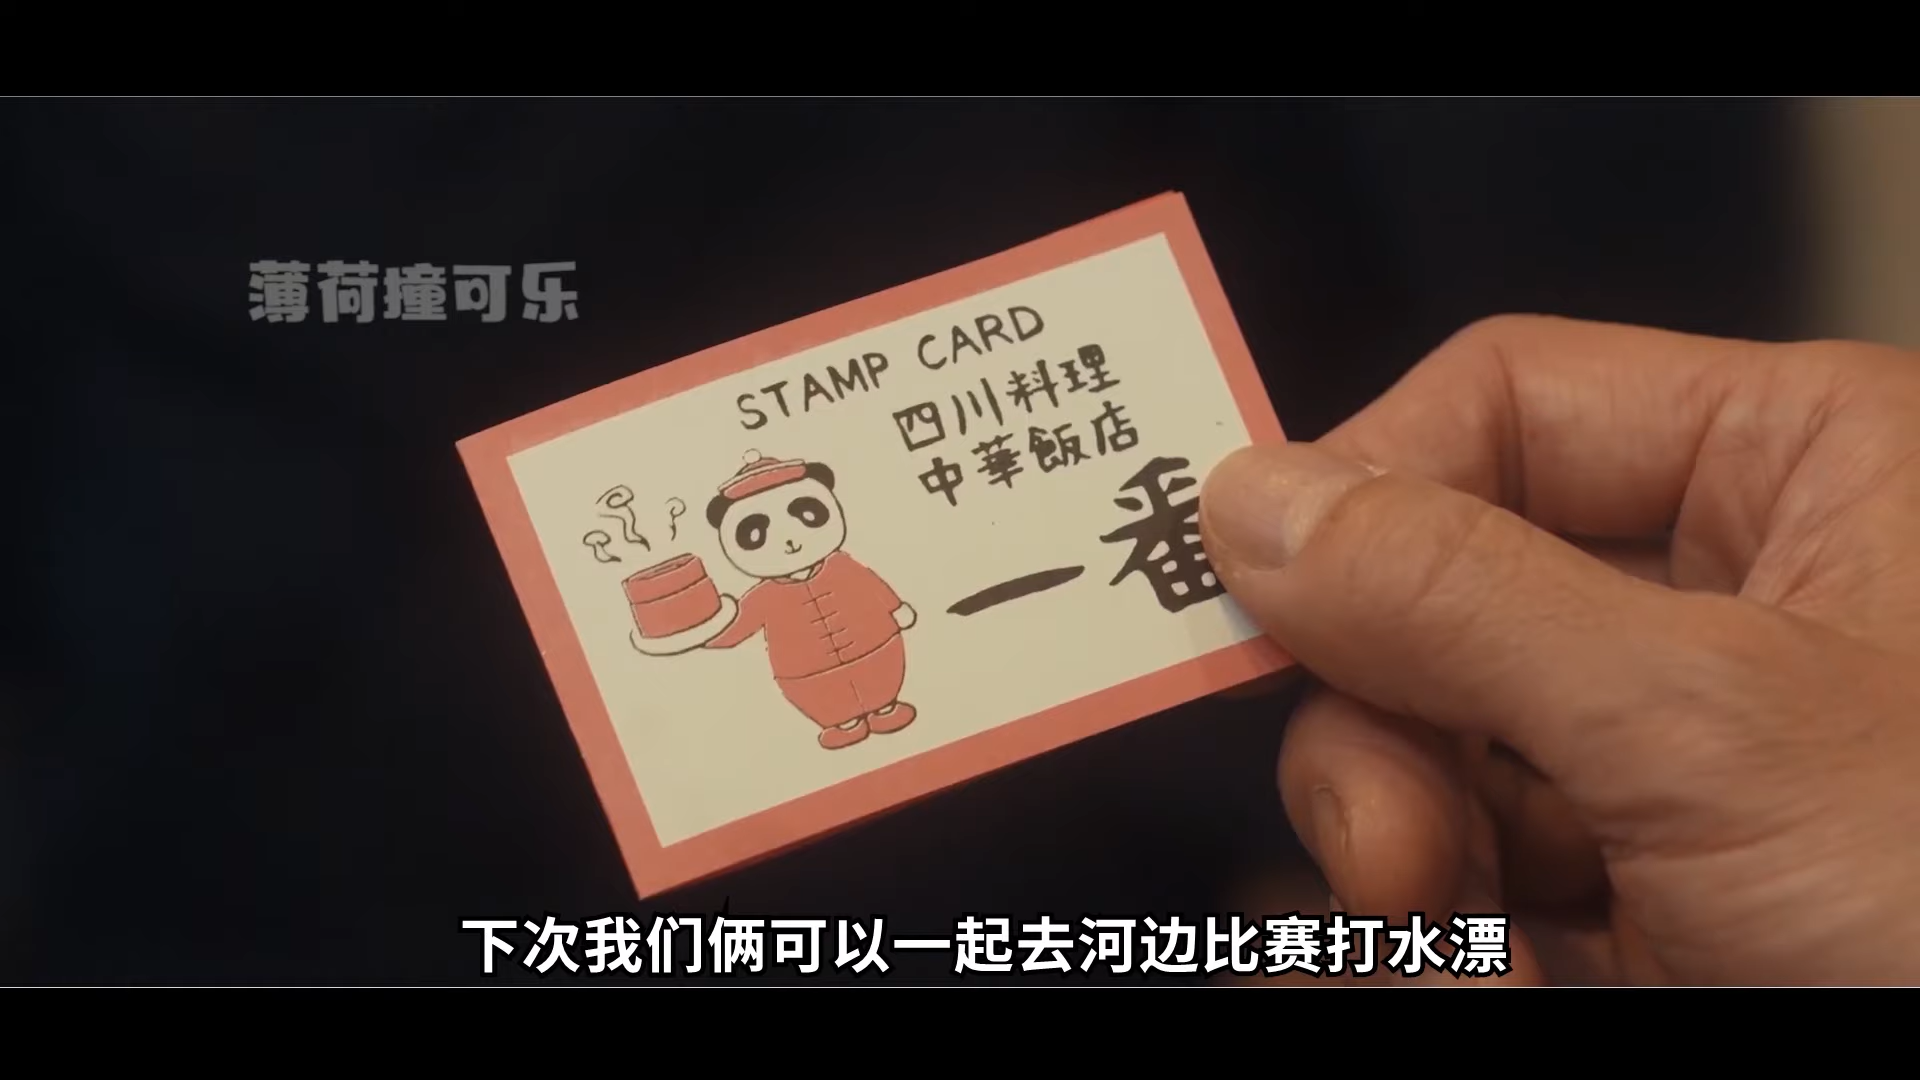 薄荷撞可乐
STAMP CARD
四川料理
中華飯店
一番
下次我们俩可以一起去河边比赛打水漂